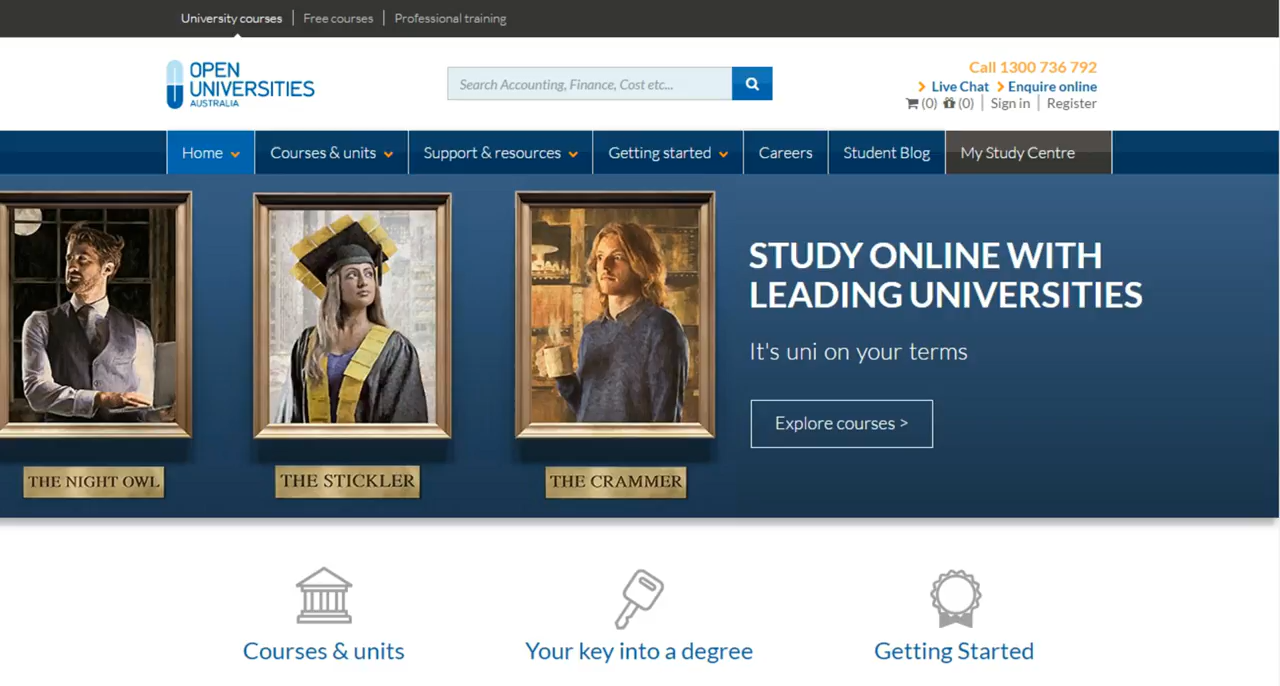 University courses | Free courses | Professional training
OPEN
UNIVERSITIES
AUSTRALIA
Search Accounting, Finance, Cost etc...
Call 1300 736 792
Live Chat Enquire online
(0) (0) | Sign in | Register
Home Courses & units Support & resources Getting started Careers Student Blog My Study Centre
STUDY ONLINE WITH
LEADING UNIVERSITIES
It's uni on your terms
Explore courses >
THE NIGHT OWL THE STICKLER THE CRAMMER
Courses & units Your key into a degree Getting Started